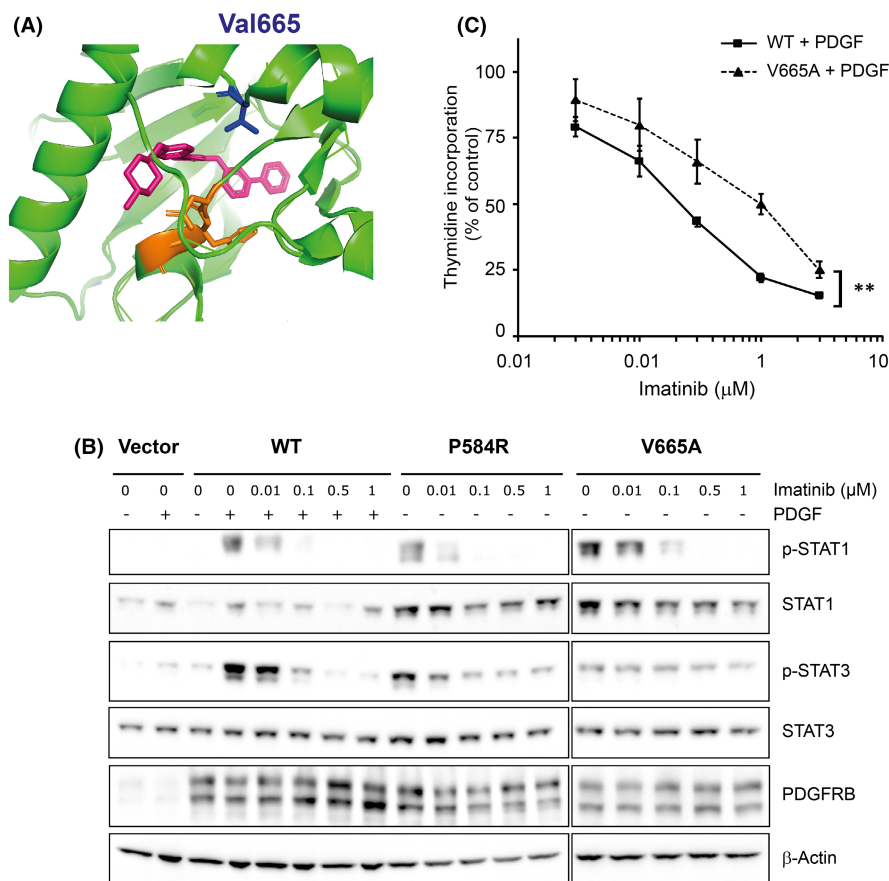 (A)
Val665
(C)
WT + PDGF
V665A + PDGF
Thymidine incorporation
(% of control)
100
75
50
25
0
0.01
0.01
1
10
Imatinib (µM)
(B)
Vector WT P584R V665A
0 0 0 0 0.01 0.1 0.5 1 0 0.01 0.1 0.5 1 0 0.01 0.1 0.5 1 Imatinib (µM)
- + - + + + + + - - - - - - - - - - PDGF
p-STAT1
STAT1
p-STAT3
STAT3
PDGFRB
β-Actin
**